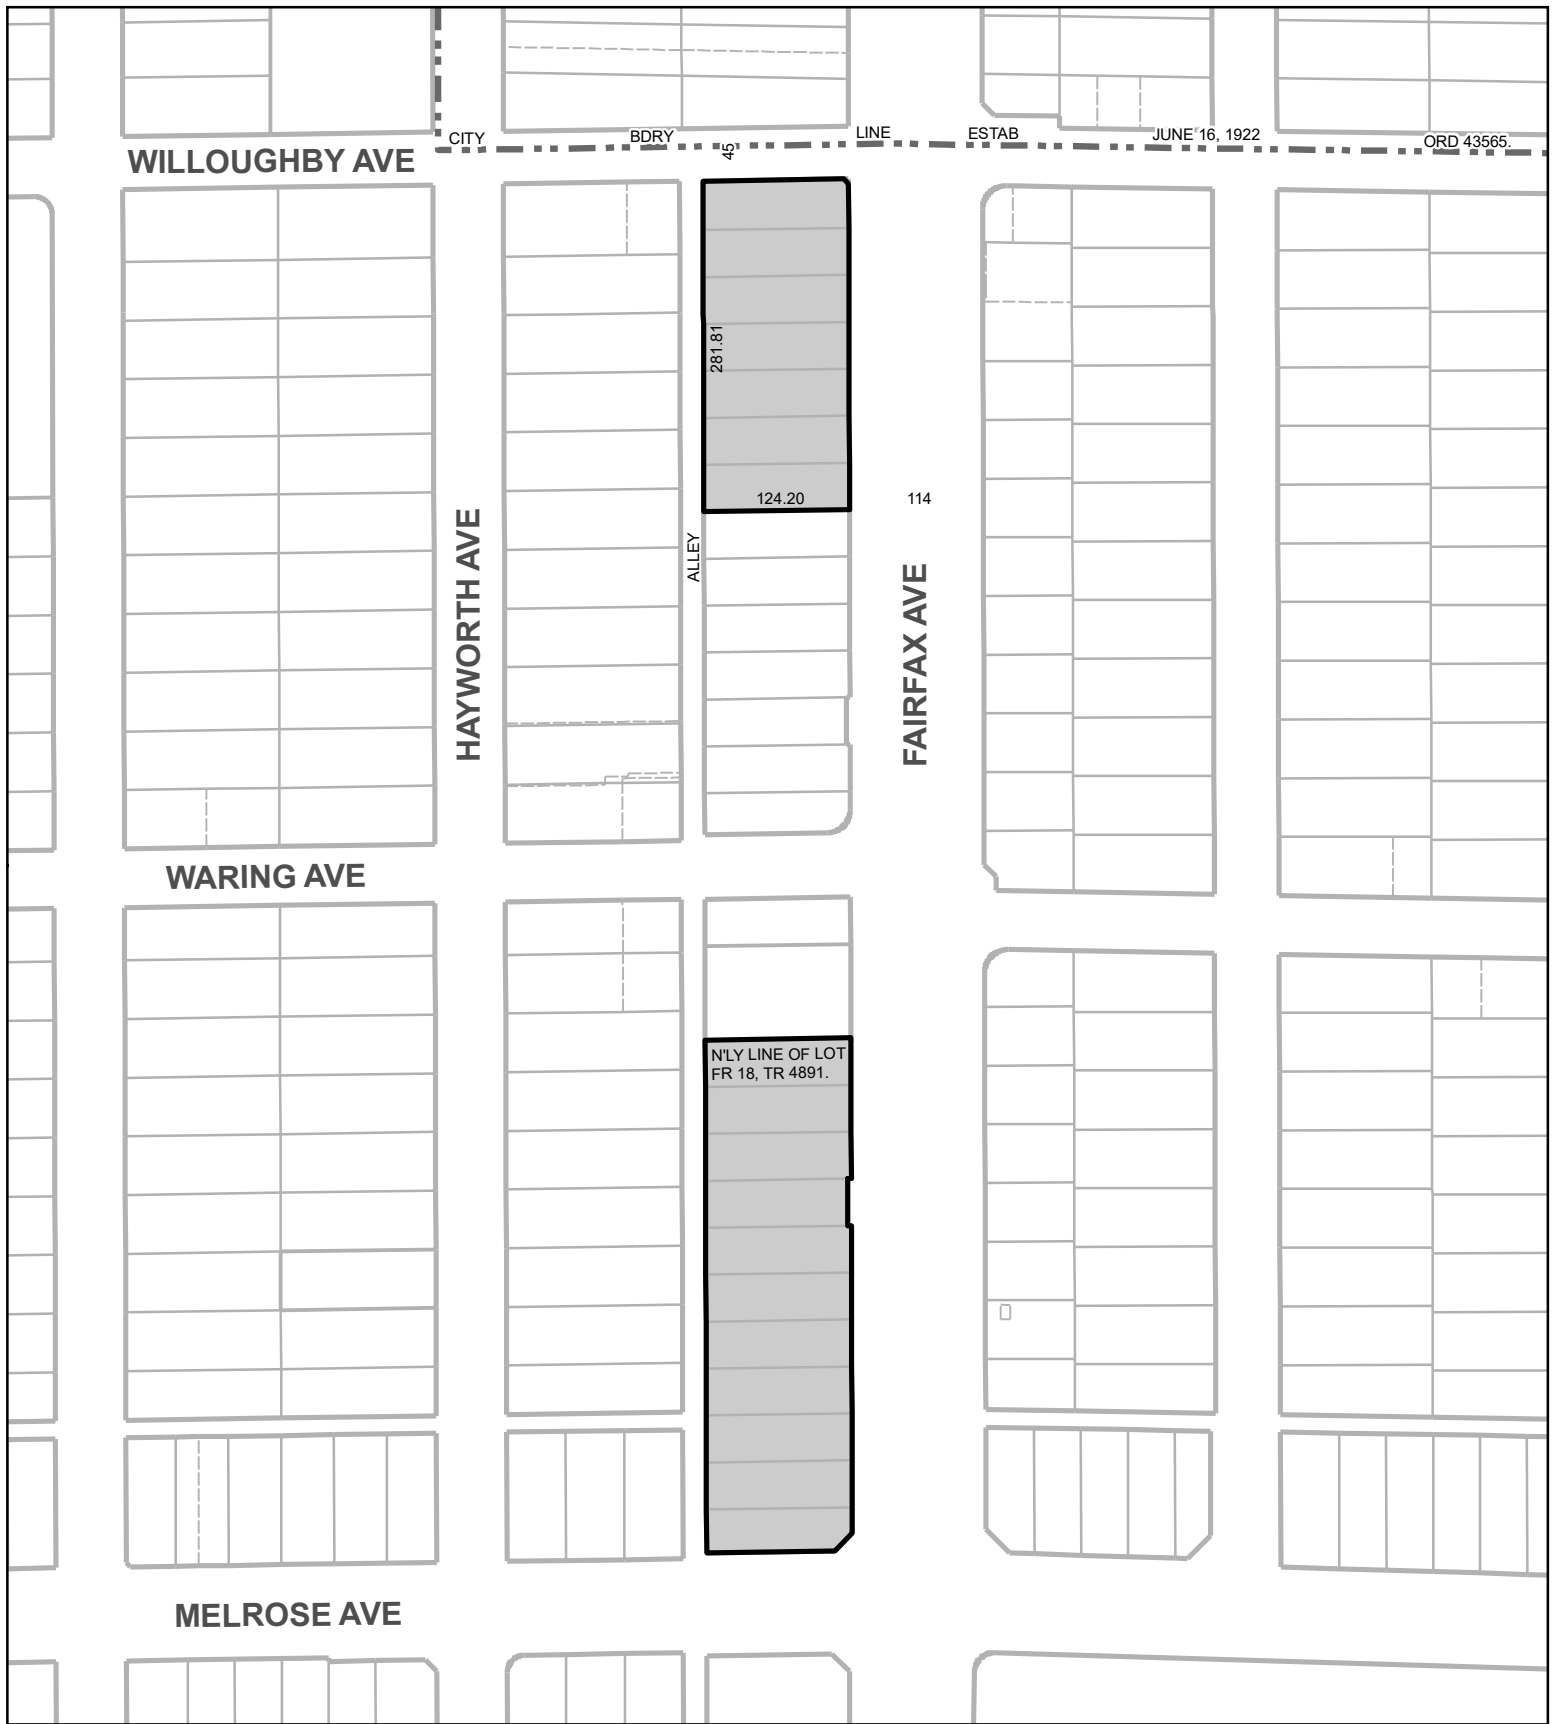 CITY BDRY LINE ESTAB JUNE 16, 1922 ORD 43565.
45
WILLOUGHBY AVE
281.81
124.20
114
HAYWORTH AVE
ALLEY
FAIRFAX AVE
WARING AVE
N'LY LINE OF LOT
FR 18, TR 4891.
MELROSE AVE